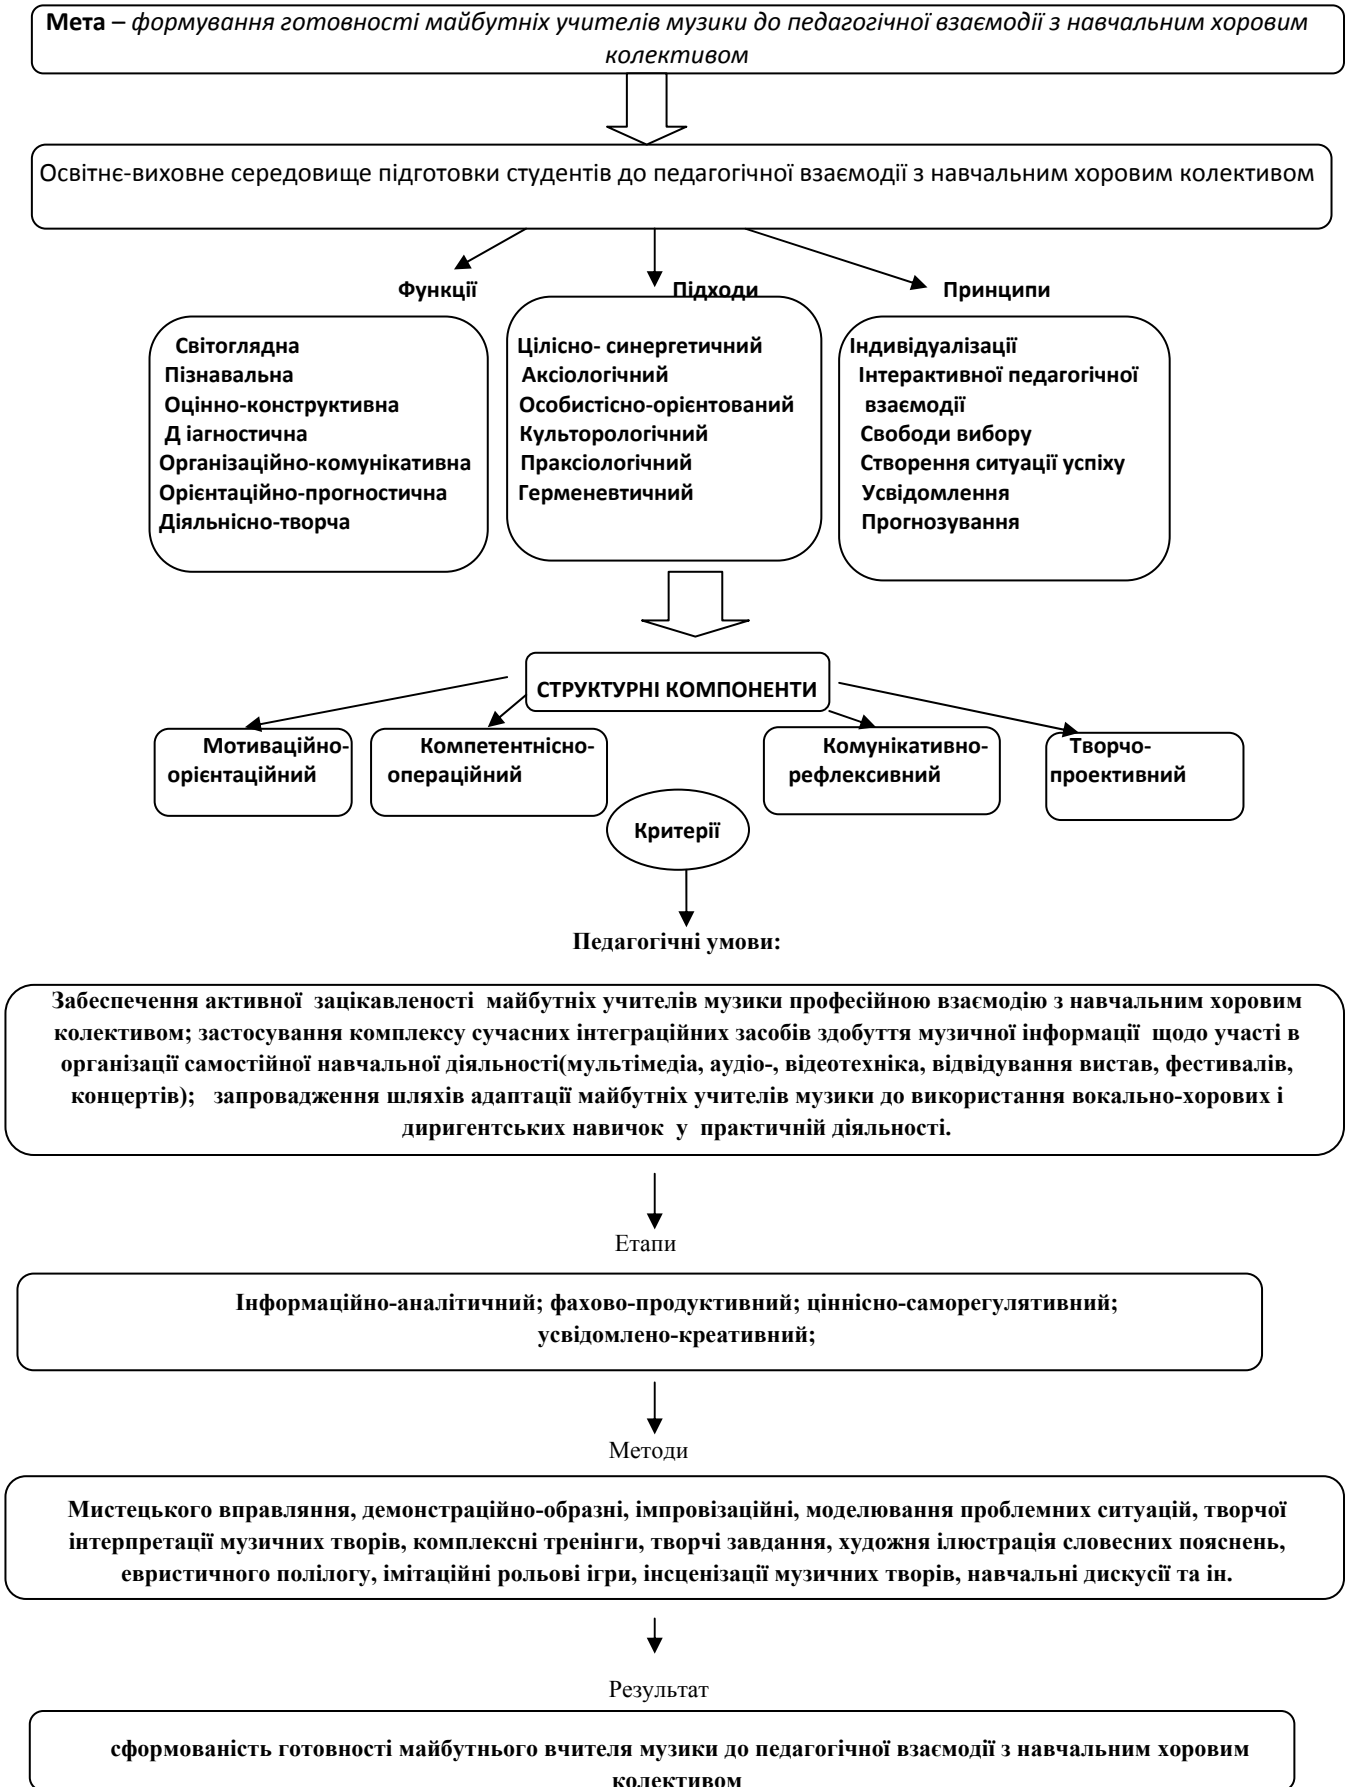 Мета – формування готовності майбутніх учителів музики до педагогічної взаємодії з навчальним хоровим
колективом
Освітнє-виховне середовище підготовки студентів до педагогічної взаємодії з навчальним хоровим колективом
Функції
Підходи
Принципи
Світоглядна
Пізнавальна
Оцінно-конструктивна
Д іагностична
Організаційно-комунікативна
Орієнтаційно-прогностична
Діяльнісно-творча
Цілісно- синергетичний
Аксіологічний
Особистісно-орієнтований
Культорологічний
Праксіологічний
Герменевтичний
Індивідуалізації
Інтерактивної педагогічної
взаємодії
Свободи вибору
Створення ситуації успіху
Усвідомлення
Прогнозування
СТРУКТУРНІ КОМПОНЕНТИ
Мотиваційно-
орієнтаційний
Компетентнісно-
операційний
Комунікативно-
рефлексивний
Творчо-
проективний
Критерії
Педагогічні умови:
Забеспечення активної зацікавленості майбутніх учителів музики професійною взаємодію з навчальним хоровим
колективом; застосування комплексу сучасних інтеграційних засобів здобуття музичної інформації щодо участі в
організації самостійної навчальної діяльності(мультімедіа, аудіо-, відеотехніка, відвідування вистав, фестивалів,
концертів); запровадження шляхів адаптації майбутніх учителів музики до використання вокально-хорових і
диригентських навичок у практичній діяльності.
Етапи
Інформаційно-аналітичний; фахово-продуктивний; ціннісно-саморегулятивний;
усвідомлено-креативний;
Методи
Мистецького вправляння, демонстраційно-образні, імпровізаційні, моделювання проблемних ситуацій, творчої
інтерпретації музичних творів, комплексні тренінги, творчі завдання, художня ілюстрація словесних пояснень,
евристичного полілогу, імітаційні рольові ігри, інсценізації музичних творів, навчальні дискусії та ін.
Результат
сформованість готовності майбутнього вчителя музики до педагогічної взаємодії з навчальним хоровим
колективом